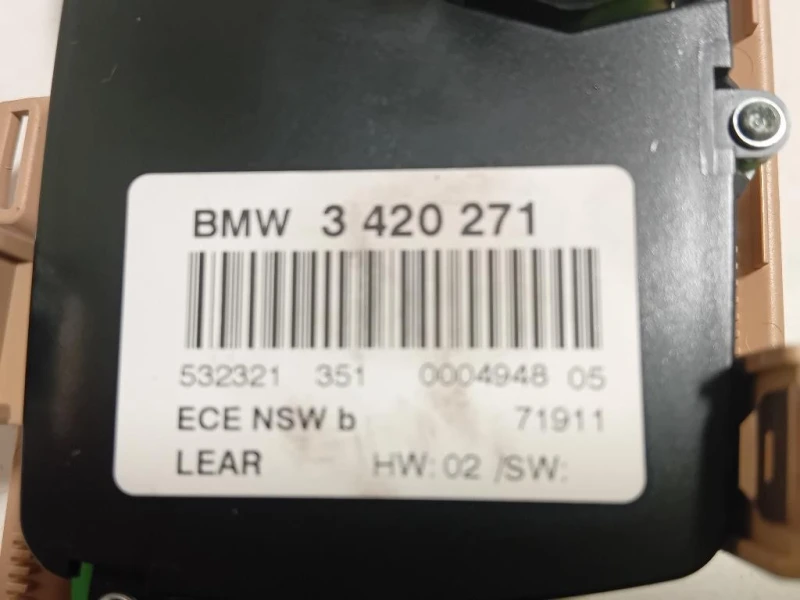 BMW 3 420 271
532321 351 0004948 05
ECE NSW b 71911
LEAR HW: 02 /SW: